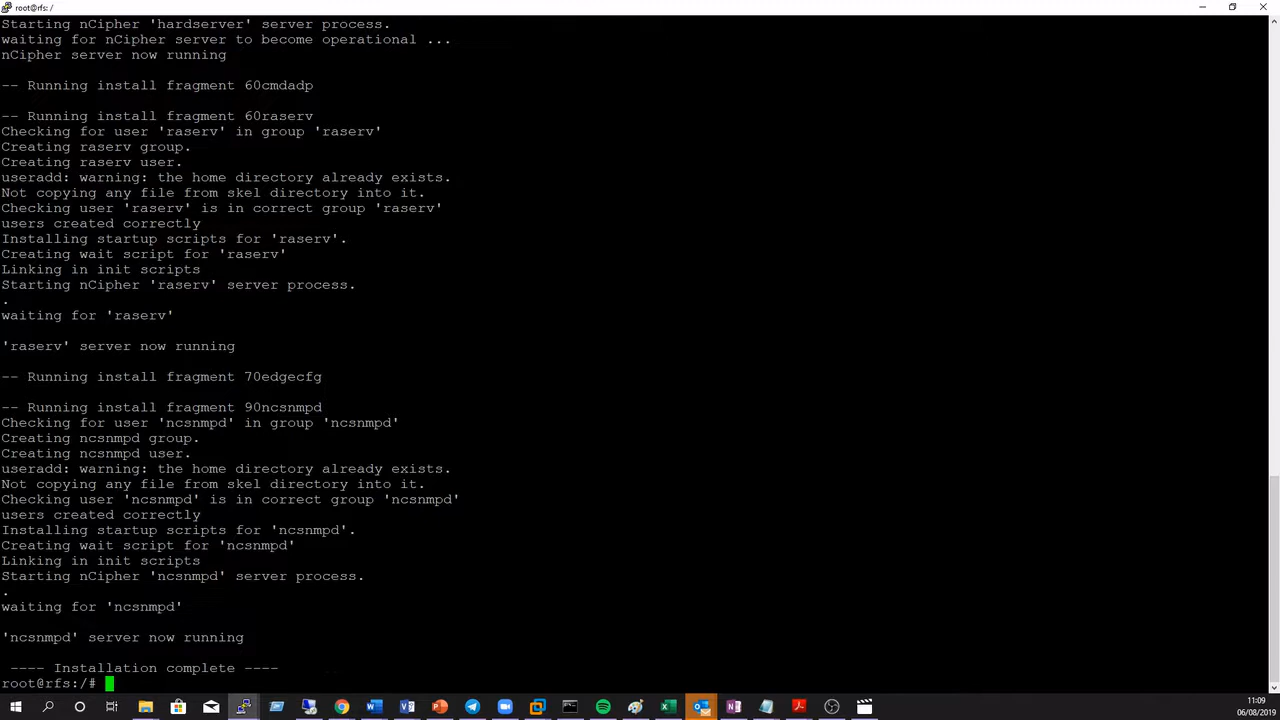 root@rfs: /
Starting nCipher 'hardserver' server process.
waiting for nCipher server to become operational ...
nCipher server now running
-- Running install fragment 60cmdadp
-- Running install fragment 60raserv
Checking for user 'raserv' in group 'raserv'
Creating raserv group.
Creating raserv user.
useradd: warning: the home directory already exists.
Not copying any file from skel directory into it.
Checking user 'raserv' is in correct group 'raserv'
users created correctly
Installing startup scripts for 'raserv'.
Creating wait script for 'raserv'
Linking in init scripts
Starting nCipher 'raserv' server process.
.
waiting for 'raserv'
'raserv' server now running
-- Running install fragment 70edgecfg
-- Running install fragment 90ncsnmpd
Checking for user 'ncsnmpd' in group 'ncsnmpd'
Creating ncsnmpd group.
Creating ncsnmpd user.
useradd: warning: the home directory already exists.
Not copying any file from skel directory into it.
Checking user 'ncsnmpd' is in correct group 'ncsnmpd'
users created correctly
Installing startup scripts for 'ncsnmpd'.
Creating wait script for 'ncsnmpd'
Linking in init scripts
Starting nCipher 'ncsnmpd' server process.
.
waiting for 'ncsnmpd'
'ncsnmpd' server now running
---- Installation complete ----
root@rfs:/#
11:09
06/08/2019